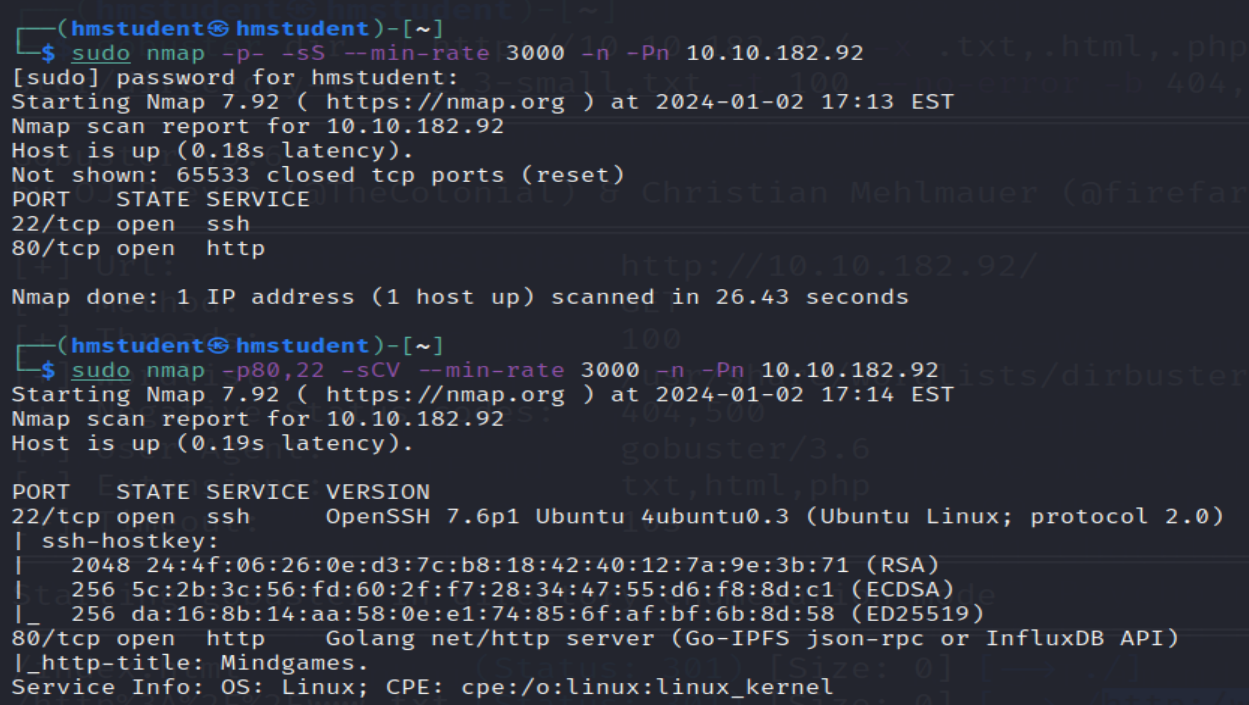 ┌──(hmstudent㉿hmstudent)-[~]
└─$ sudo nmap -p- -sS --min-rate 3000 -n -Pn 10.10.182.92
[sudo] password for hmstudent:
Starting Nmap 7.92 ( https://nmap.org ) at 2024-01-02 17:13 EST
Nmap scan report for 10.10.182.92
Host is up (0.18s latency).
Not shown: 65533 closed tcp ports (reset)
PORT   STATE SERVICE
22/tcp open  ssh
80/tcp open  http
Nmap done: 1 IP address (1 host up) scanned in 26.43 seconds
┌──(hmstudent㉿hmstudent)-[~]
└─$ sudo nmap -p80,22 -sCV --min-rate 3000 -n -Pn 10.10.182.92
Starting Nmap 7.92 ( https://nmap.org ) at 2024-01-02 17:14 EST
Nmap scan report for 10.10.182.92
Host is up (0.19s latency).
PORT   STATE SERVICE VERSION
22/tcp open  ssh     OpenSSH 7.6p1 Ubuntu 4ubuntu0.3 (Ubuntu Linux; protocol 2.0)
| ssh-hostkey:
|   2048 24:4f:06:26:0e:d3:7c:b8:18:42:40:12:7a:9e:3b:71 (RSA)
|   256 5c:2b:3c:56:fd:60:2f:f7:28:34:47:55:d6:f8:8d:c1 (ECDSA)
|_  256 da:16:8b:14:aa:58:0e:e1:74:85:6f:af:bf:6b:8d:58 (ED25519)
80/tcp open  http    Golang net/http server (Go-IPFS json-rpc or InfluxDB API)
|_http-title: Mindgames.
Service Info: OS: Linux; CPE: cpe:/o:linux:linux_kernel